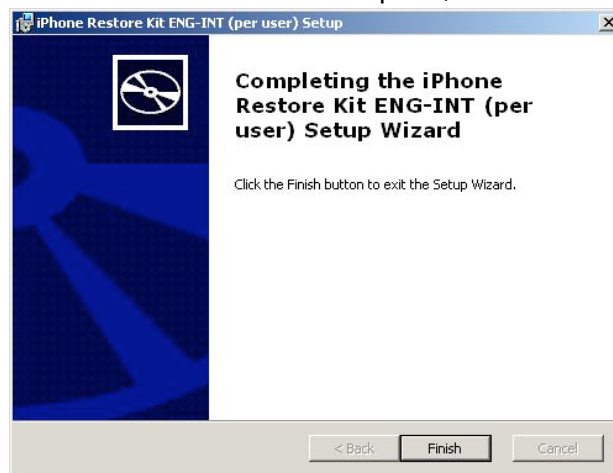 iPhone Restore Kit ENG-INT (per user) Setup
Completing the iPhone
Restore Kit ENG-INT (per
user) Setup Wizard
Click the Finish button to exit the Setup Wizard.
< Back
Finish
Cancel